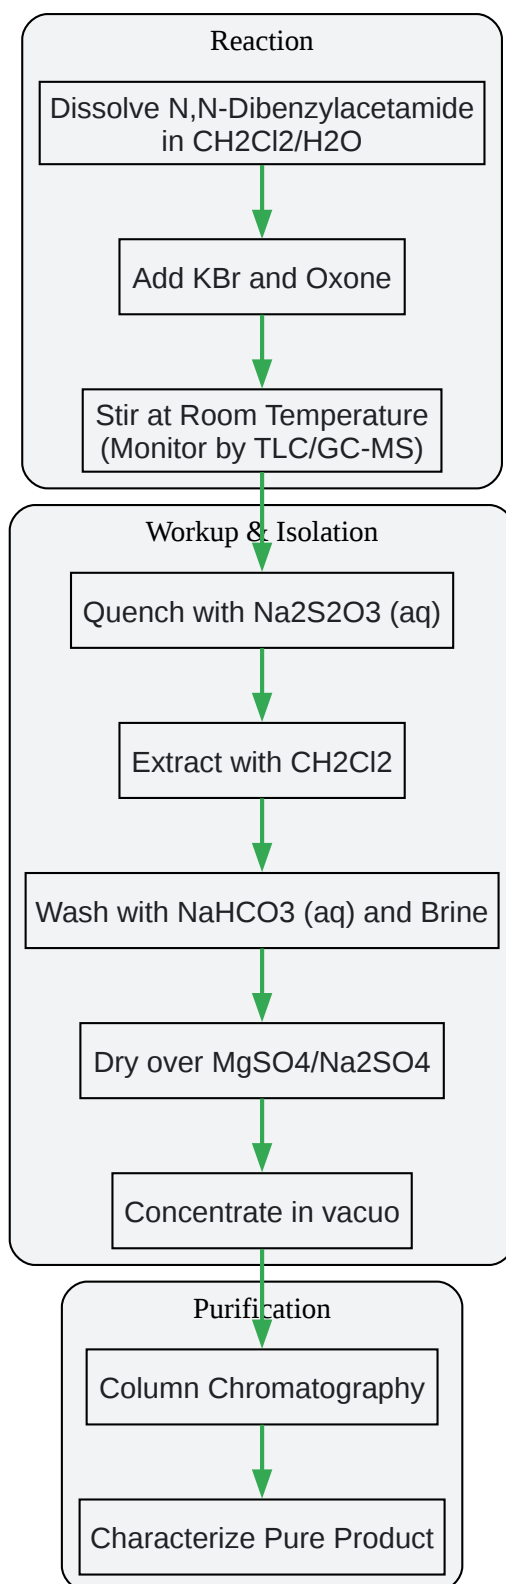 Reaction
Dissolve N,N-Dibenzylacetamide
in CH2Cl2/H2O
Add KBr and Oxone
Stir at Room Temperature
(Monitor by TLC/GC-MS)
Workup & Isolation
Quench with Na2S2O3 (aq)
Extract with CH2Cl2
Wash with NaHCO3 (aq) and Brine
Dry over MgSO4/Na2SO4
Concentrate in vacuo
Purification
Column Chromatography
Characterize Pure Product